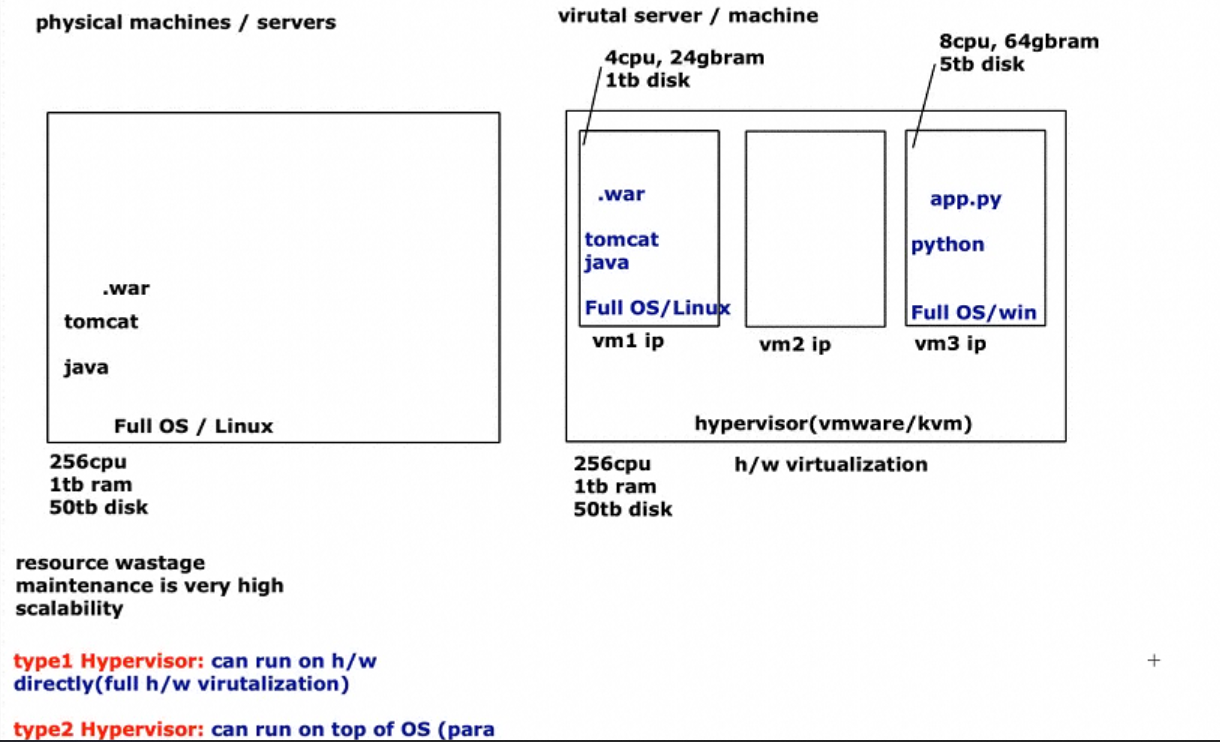 physical machines / servers
virutal server / machine
4cpu, 24gbram
1tb disk
8cpu, 64gbram
5tb disk
.war
tomcat
java
Full OS / Linux
256cpu
1tb ram
50tb disk
.war
tomcat
java
Full OS/Linux
vm1 ip
vm2 ip
app.py
python
Full OS/win
vm3 ip
hypervisor(vmware/kvm)
256cpu
1tb ram
50tb disk
h/w virtualization
resource wastage
maintenance is very high
scalability
type1 Hypervisor: can run on h/w
directly(full h/w virutalization)
type2 Hypervisor: can run on top of OS (para